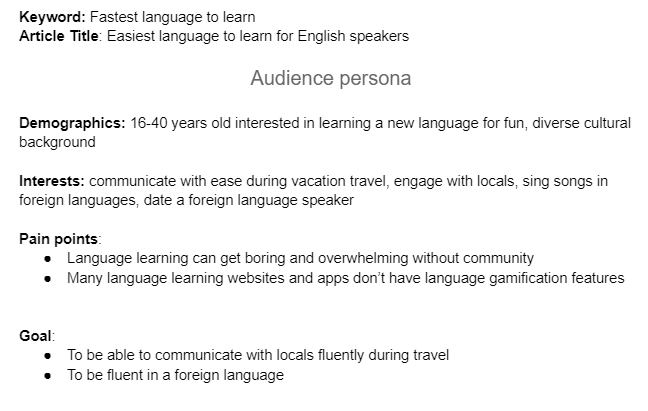 Keyword: Fastest language to learn
Article Title: Easiest language to learn for English speakers
Audience persona
Demographics: 16-40 years old interested in learning a new language for fun, diverse cultural
background
Interests: communicate with ease during vacation travel, engage with locals, sing songs in
foreign languages, date a foreign language speaker
Pain points:
● Language learning can get boring and overwhelming without community
● Many language learning websites and apps don't have language gamification features
Goal:
● To be able to communicate with locals fluently during travel
● To be fluent in a foreign language